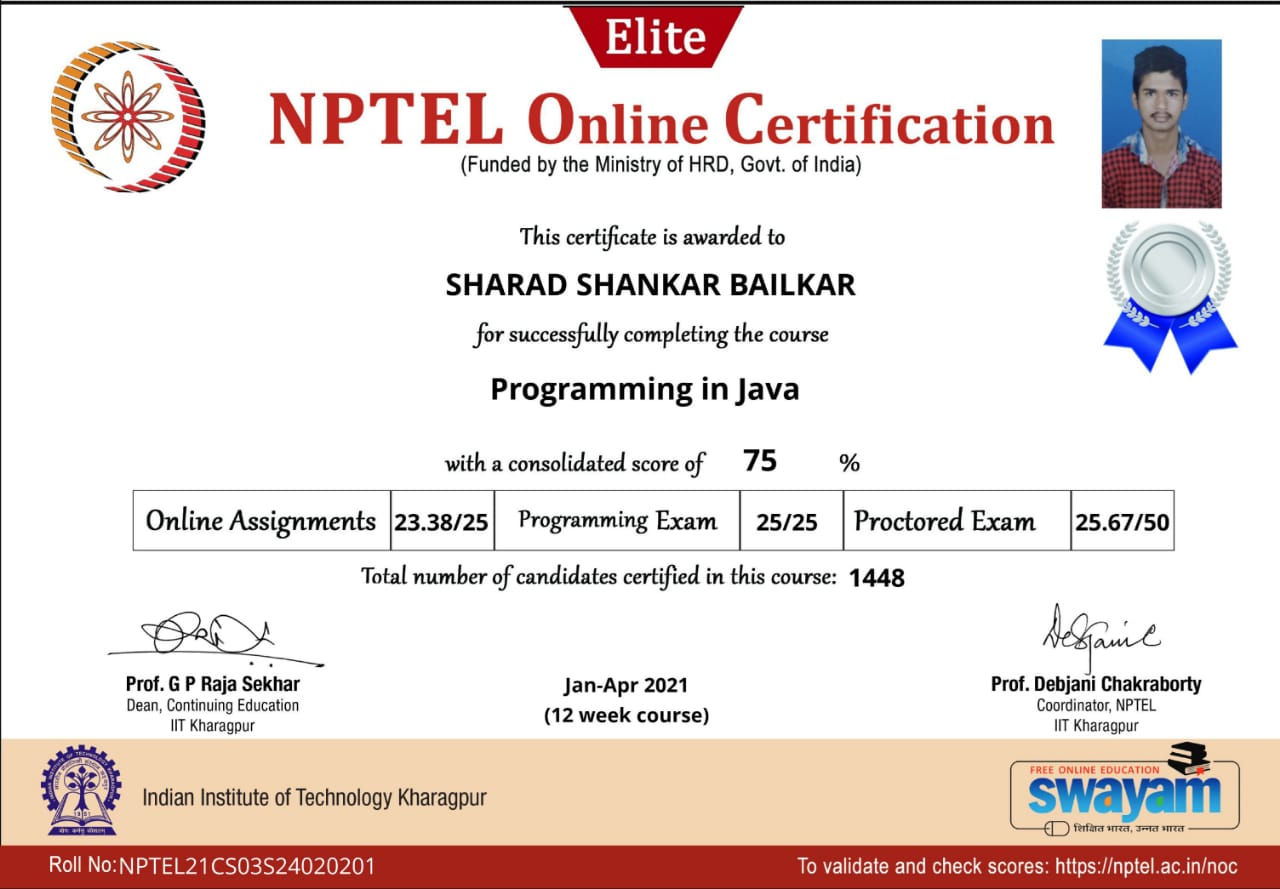 Elite
NPTEL Online Certification
(Funded by the Ministry of HRD, Govt. of India)
This certificate is awarded to
SHARAD SHANKAR BAILKAR
for successfully completing the course
Programming in Java
with a consolidated score of 75 %
Online Assignments 23.38/25 Programming Exam 25/25 Proctored Exam 25.67/50
Total number of candidates certified in this course: 1448
Prof. G P Raja Sekhar
Dean, Continuing Education
IIT Kharagpur
Jan-Apr 2021
(12 week course)
Prof. Debjani Chakraborty
Coordinator, NPTEL
IIT Kharagpur
Indian Institute of Technology Kharagpur
FREE ONLINE EDUCATION
swayam
शिक्षित भारत, उन्नत भारत
Roll No:NPTEL21CS03S24020201
To validate and check scores: https://nptel.ac.in/noc